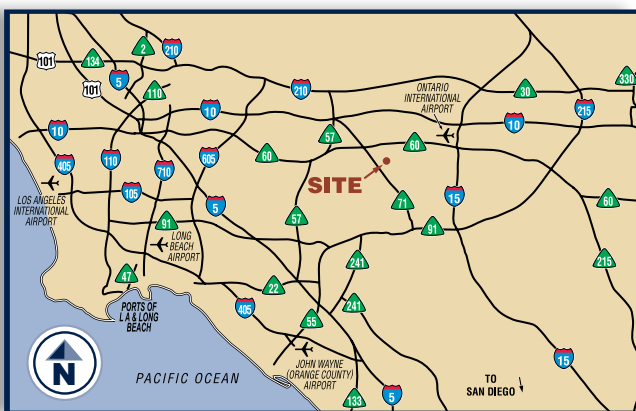 2
210
101
134
5
330
101
110
210
30
ONTARIO
INTERNATIONAL
AIRPORT
215
10
10
10
57
60
60
405
110
710
605
SITE
105
5
71
15
60
LOS ANGELES
INTERNATIONAL
AIRPORT
91
57
91
LONG
BEACH
AIRPORT
241
215
47
22
PORTS OF
LA & LONG
BEACH
405
241
55
N
JOHN WAYNE
(ORANGE COUNTY)
AIRPORT
15
PACIFIC OCEAN
TO
SAN DIEGO
133
5